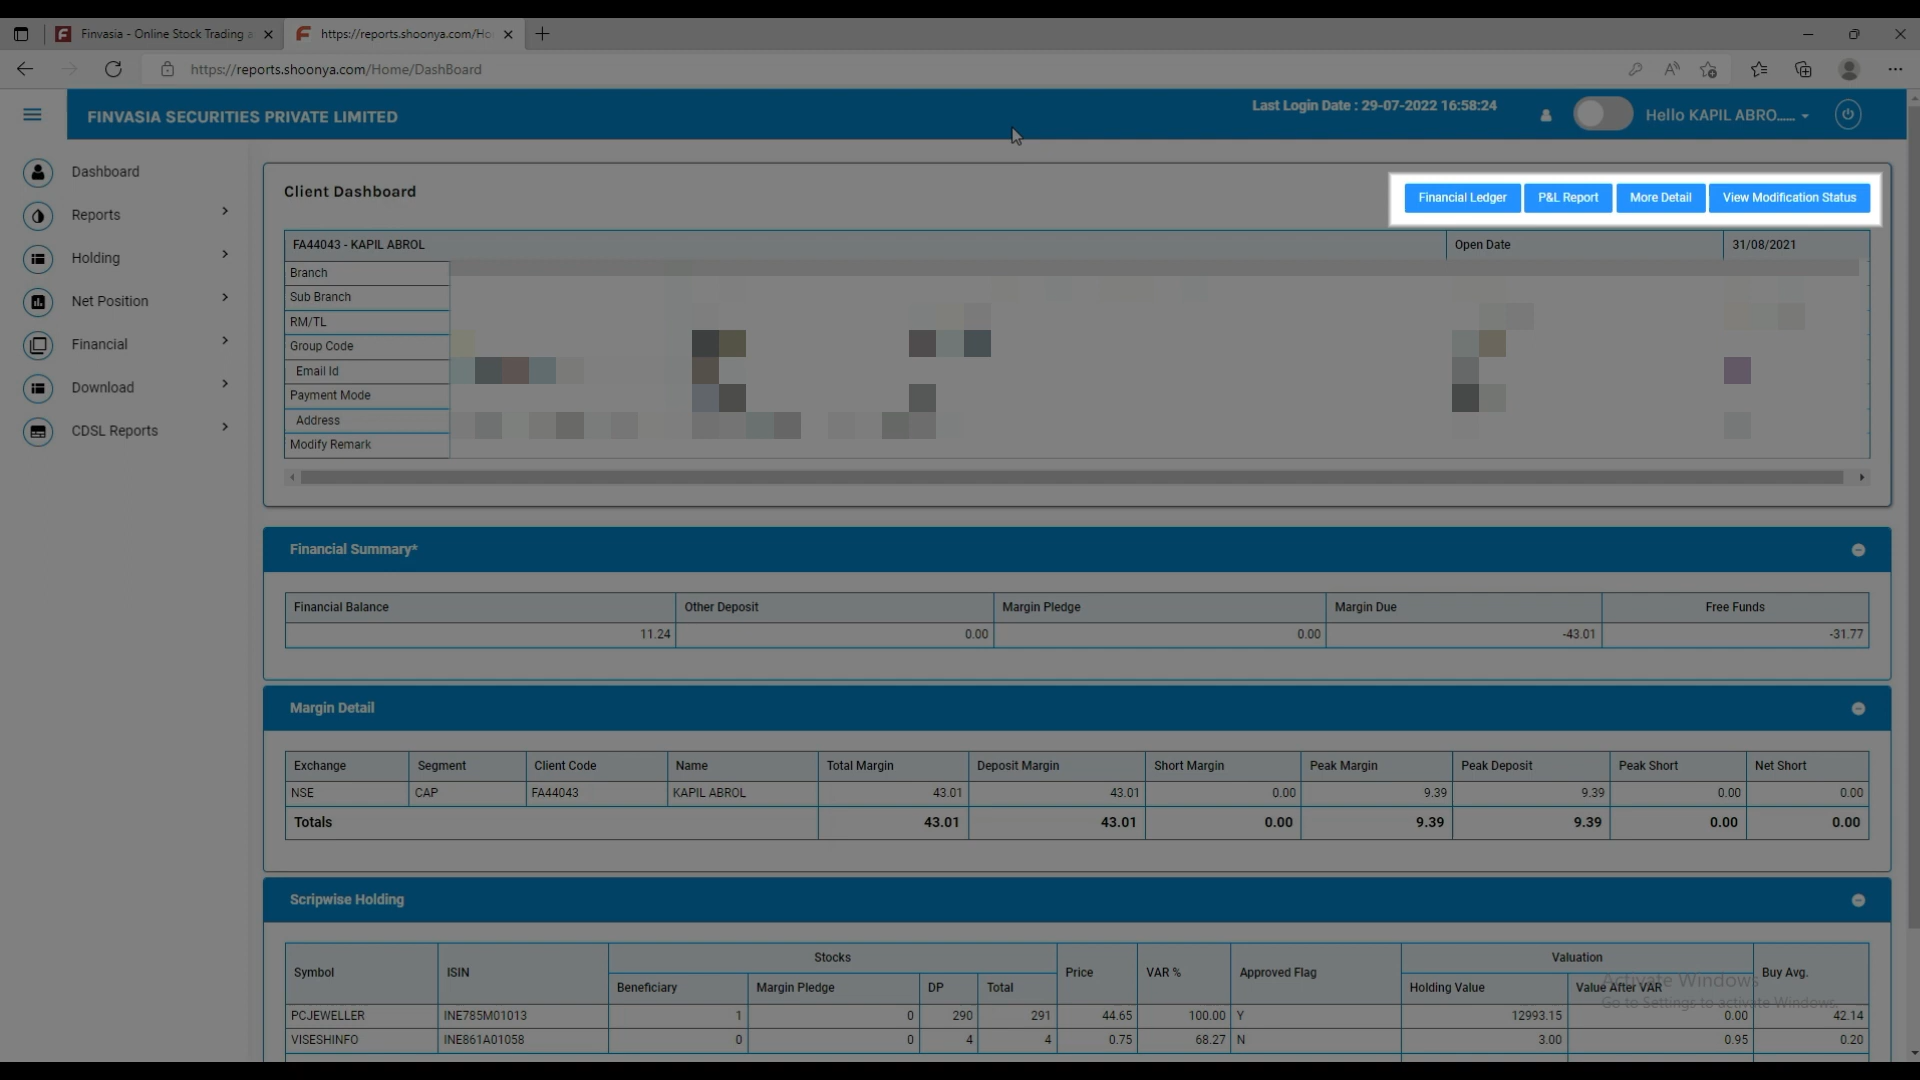 Finvasia - Online Stock Trading a
https://reports.shoonya.com/Ho
https://reports.shoonya.com/Home/DashBoard
FINVASIA SECURITIES PRIVATE LIMITED
Last Login Date : 29-07-2022 16:58:24
Hello KAPIL ABRO......
Dashboard
Reports
Holding
Net Position
Financial
Download
CDSL Reports
Client Dashboard
Financial Ledger P&L Report More Detail View Modification Status
FA44043 - KAPIL ABROL Open Date 31/08/2021
Branch
Sub Branch
RM/TL
Group Code
Email Id
Payment Mode
Address
Modify Remark
Financial Summary*
Financial Balance Other Deposit Margin Pledge Margin Due Free Funds
11.24 0.00 0.00 -43.01 -31.77
Margin Detail
Exchange Segment Client Code Name Total Margin Deposit Margin Short Margin Peak Margin Peak Deposit Peak Short Net Short
NSE CAP FA44043 KAPIL ABROL 43.01 43.01 0.00 9.39 9.39 0.00 0.00
Totals 43.01 43.01 0.00 9.39 9.39 0.00 0.00
Scripwise Holding
Stocks Valuation
Symbol ISIN Price VAR % Approved Flag Buy Avg.
Beneficiary Margin Pledge DP Total Holding Value Value After VAR
Activate Windows
Go to Settings to activate Windows.
PCJEWELLER INE785M01013 1 0 290 291 44.65 100.00 Y 12993.15 0.00 42.14
VISESHINFO INE861A01058 0 0 4 4 0.75 68.27 N 3.00 0.95 0.20